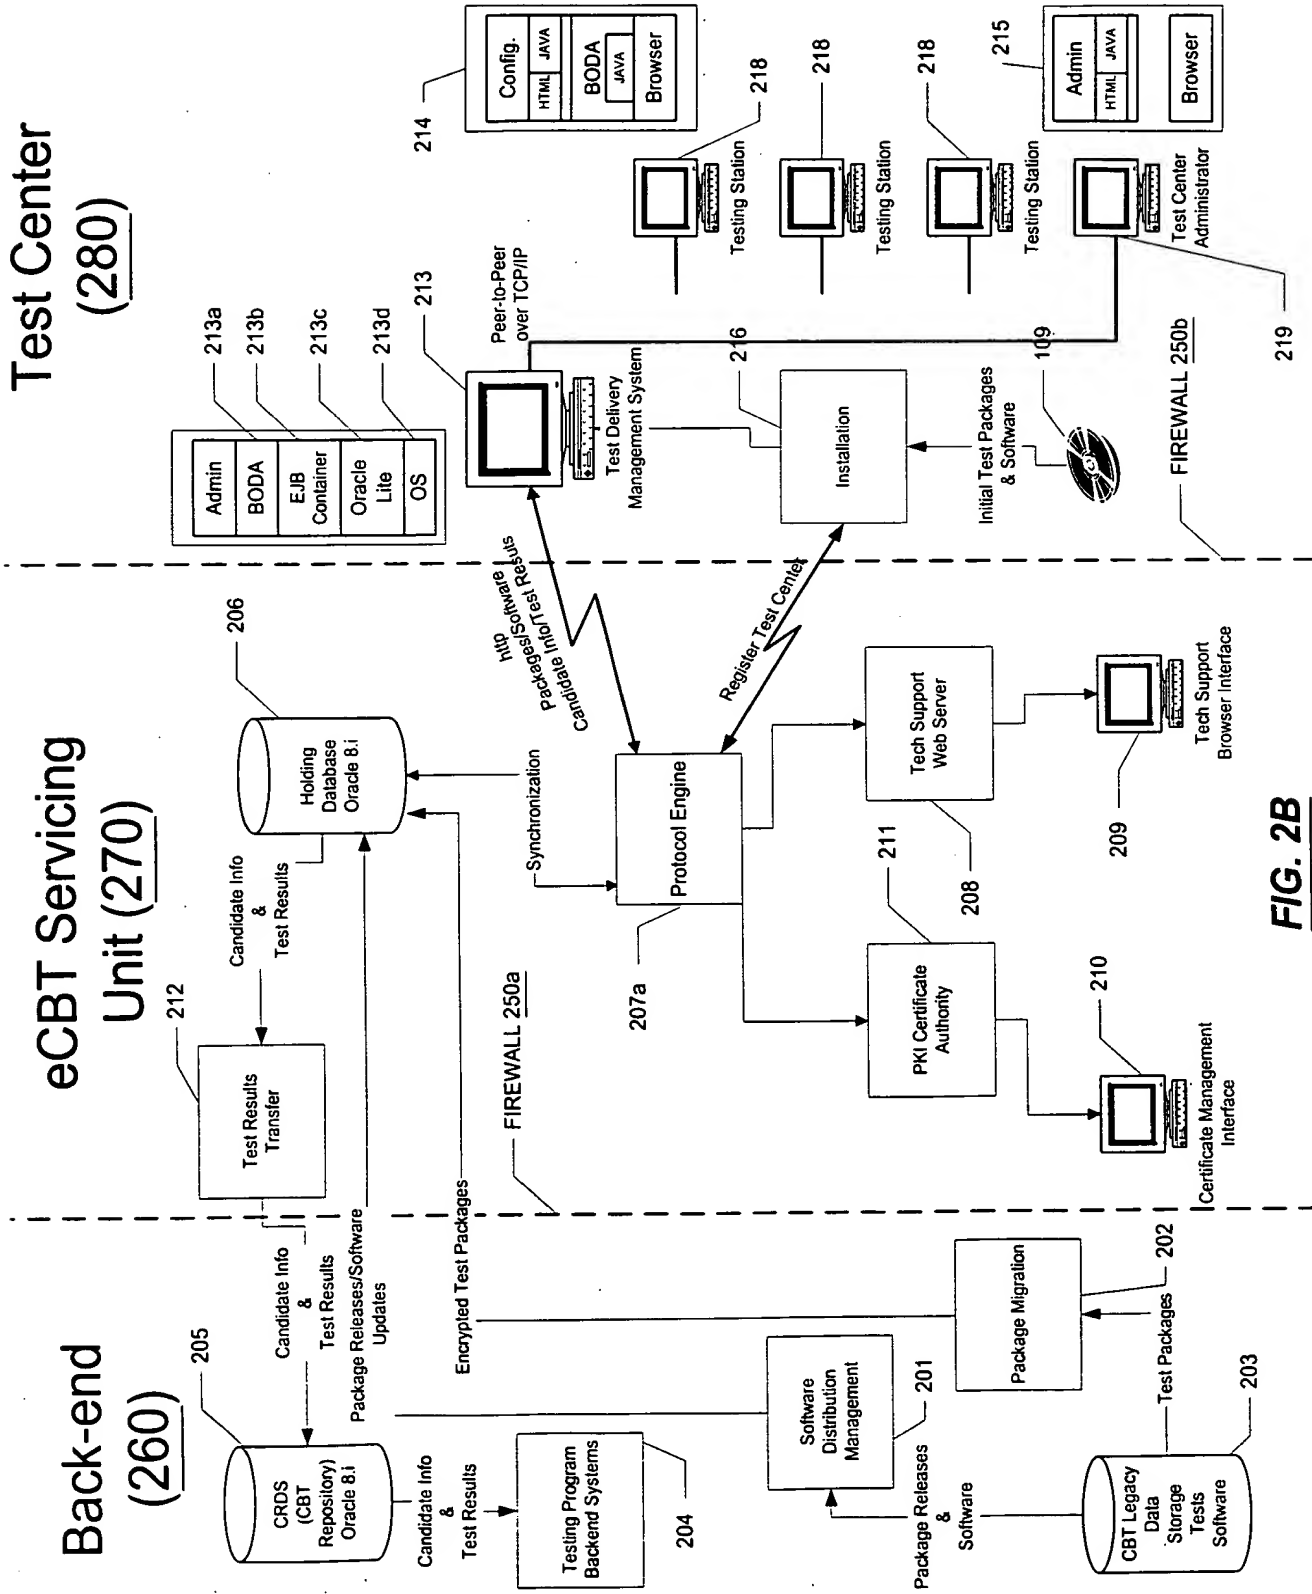 Back-end
(260)
eCBT Servicing
Unit (270)
Test Center
(280)
205
CRDS
(CBT
Repository)
Oracle 8.i
Candidate Info
&
Test Results
Testing Program
Backend Systems
204
Candidate Info
&
Test Results
Package Releases/Software
Updates
Encrypted Test Packages
Software
Distribution
Management
201
Package Releases
&
Software
Package Migration
202
Test Packages
CBT Legacy
Data
Storage
Tests
Software
203
212
Test Results
Transfer
Candidate Info
&
Test Results
206
Holding
Database
Oracle 8.i
FIREWALL 250a
Synchronization
Protocol Engine
207a
http
Packages/Software
Candidate Info/Test Resuts
Register Test Center
PKI Certificate
Authority
211
Tech Support
Web Server
208
210
Certificate Management
Interface
209
Tech Support
Browser Interface
Admin
BODA
EJB
Container
Oracle
Lite
OS
213a
213b
213c
213d
213
Test Delivery
Management System
Peer-to-Peer
over TCP/IP
216
Installation
Initial Test Packages
& Software
109
FIREWALL 250b
214
Config.
HTML
JAVA
BODA
JAVA
Browser
218
Testing Station
218
Testing Station
218
Testing Station
215
Admin
HTML
JAVA
Browser
Test Center
Administrator
219
FIG. 2B